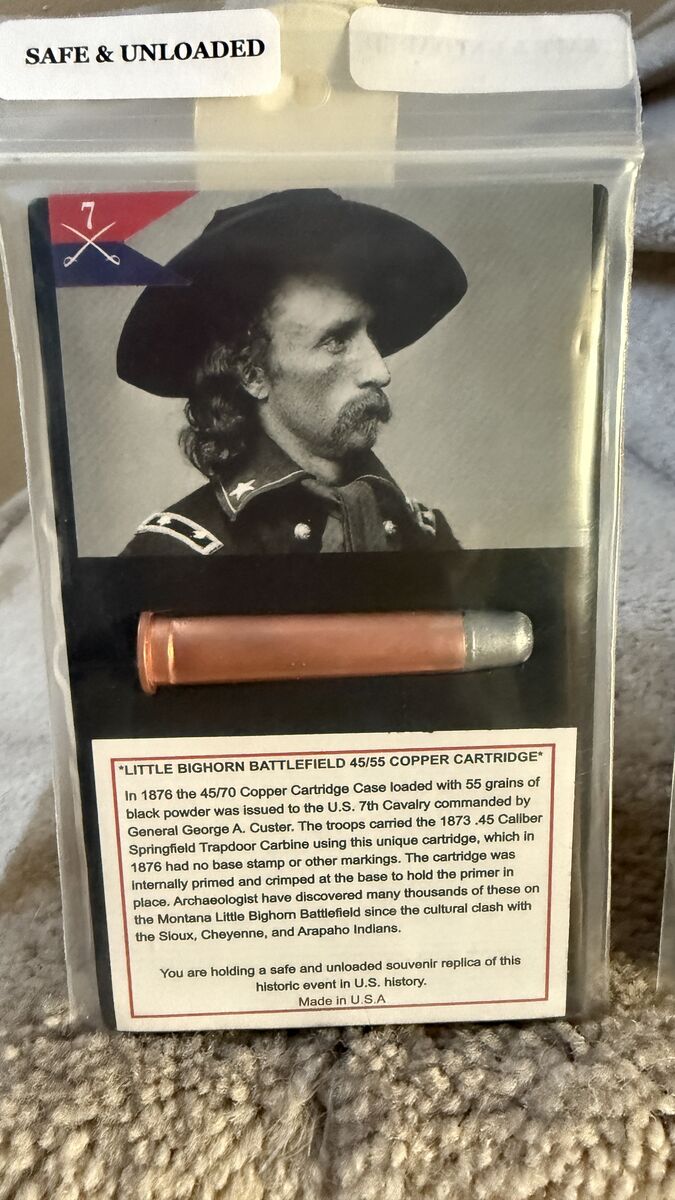 SAFE & UNLOADED
7
*LITTLE BIGHORN BATTLEFIELD 45/55 COPPER CARTRIDGE*
In 1876 the 45/70 Copper Cartridge Case loaded with 55 grains of
black powder was issued to the U.S. 7th Cavalry commanded by
General George A. Custer. The troops carried the 1873 .45 Caliber
Springfield Trapdoor Carbine using this unique cartridge, which in
1876 had no base stamp or other markings. The cartridge was
internally primed and crimped at the base to hold the primer in
place. Archaeologist have discovered many thousands of these on
the Montana Little Bighorn Battlefield since the cultural clash with
the Sioux, Cheyenne, and Arapaho Indians.
You are holding a safe and unloaded souvenir replica of this
historic event in U.S. history.
Made in U.S.A